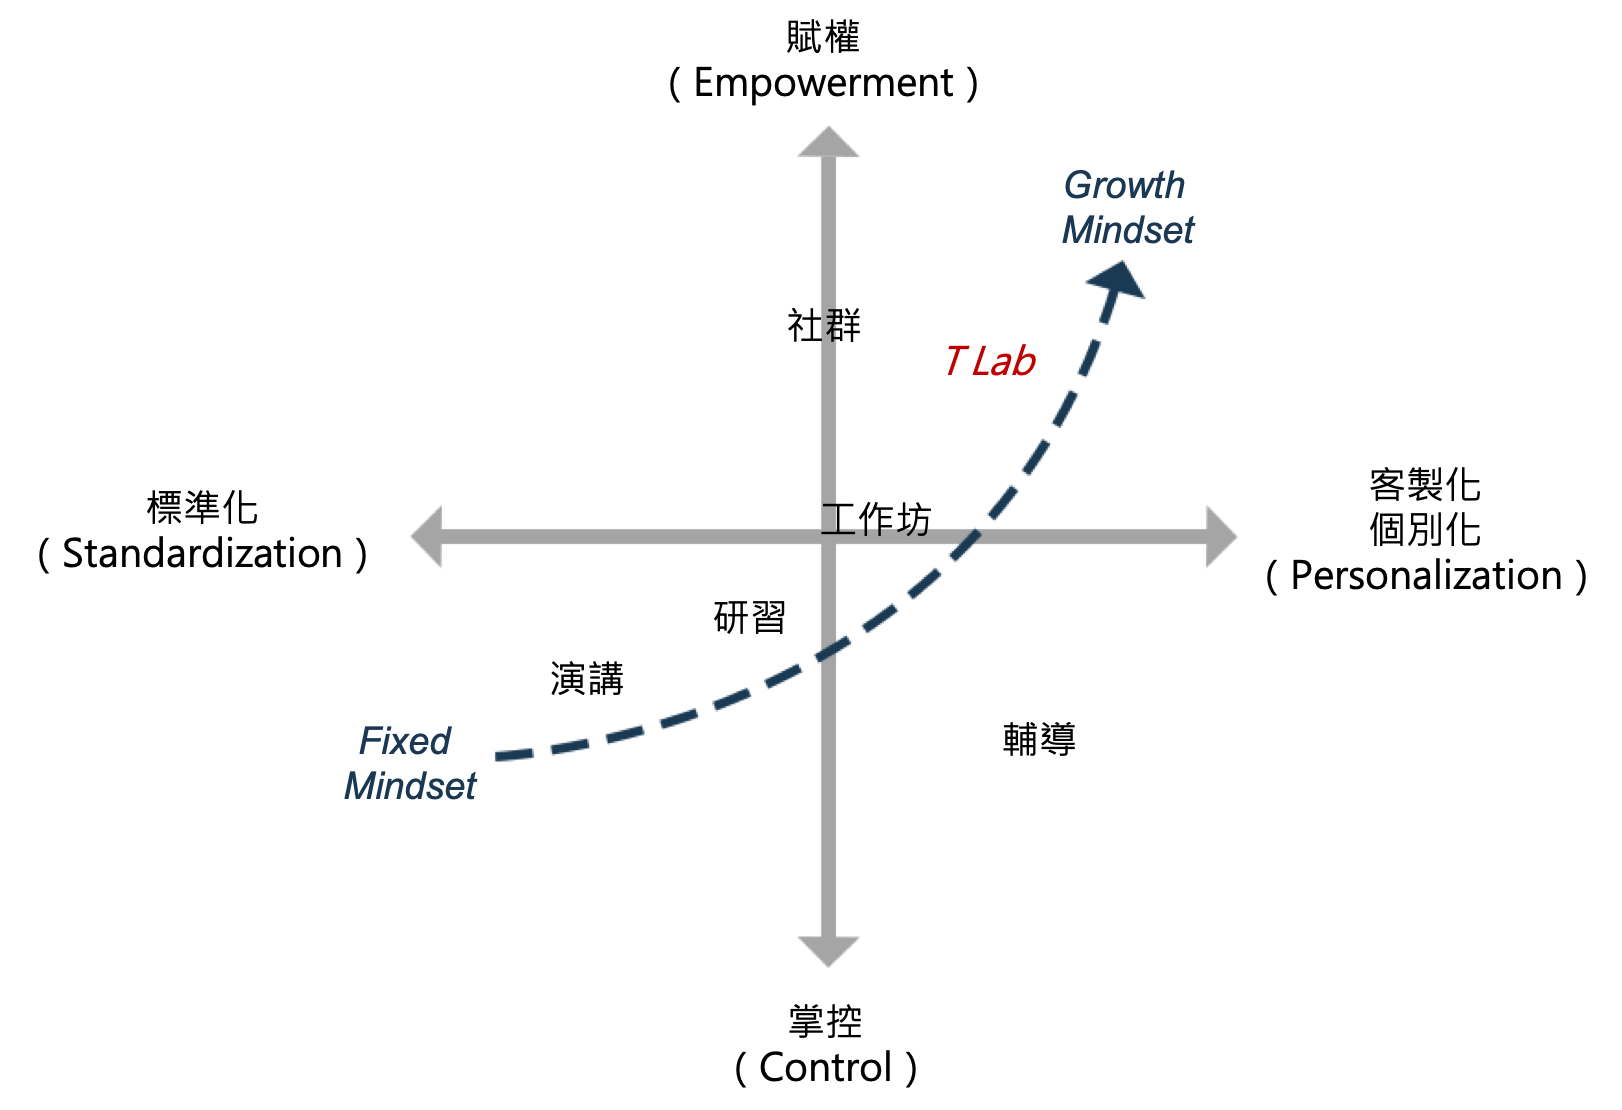 賦權
( Empowerment )
Growth
Mindset
社群
T Lab
標準化
( Standardization )
工作坊
客製化
個別化
( Personalization )
研習
演講
Fixed
Mindset
輔導
掌控
( Control )